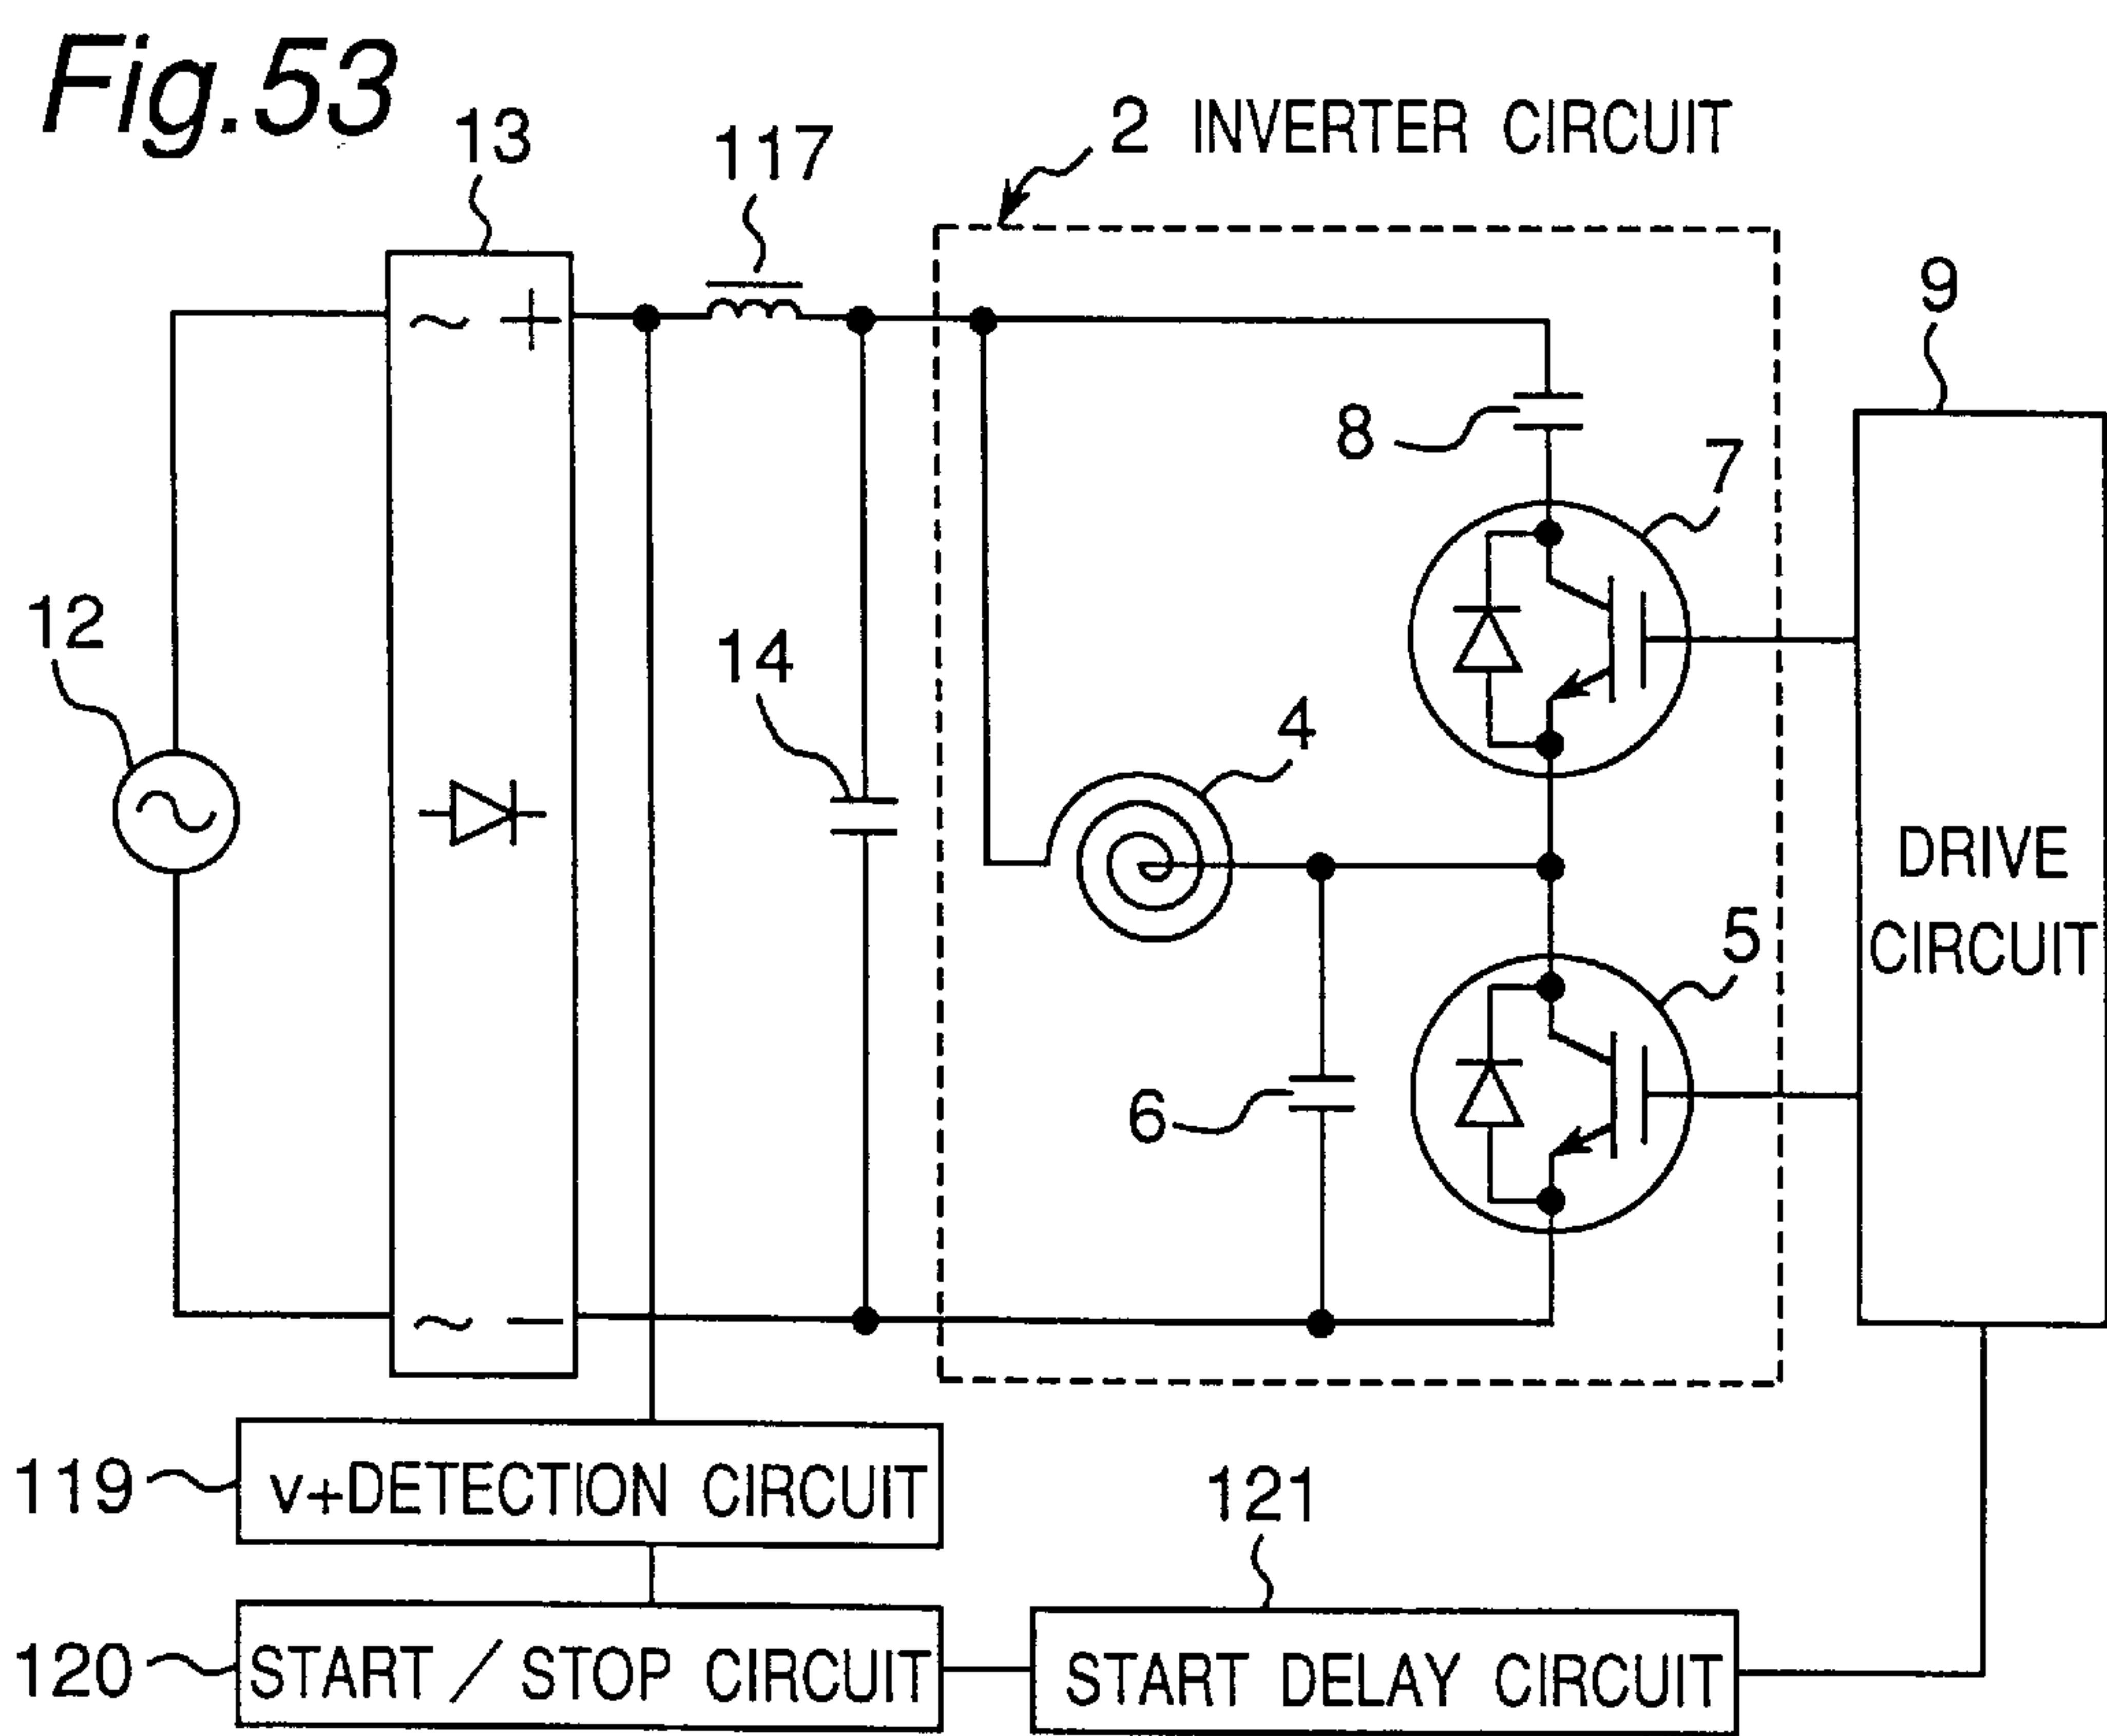 Fig.53
13
117
2 INVERTER CIRCUIT
9
8
7
12
14
4
DRIVE
CIRCUIT
5
6
119
v+DETECTION CIRCUIT
121
120
START / STOP CIRCUIT
START DELAY CIRCUIT